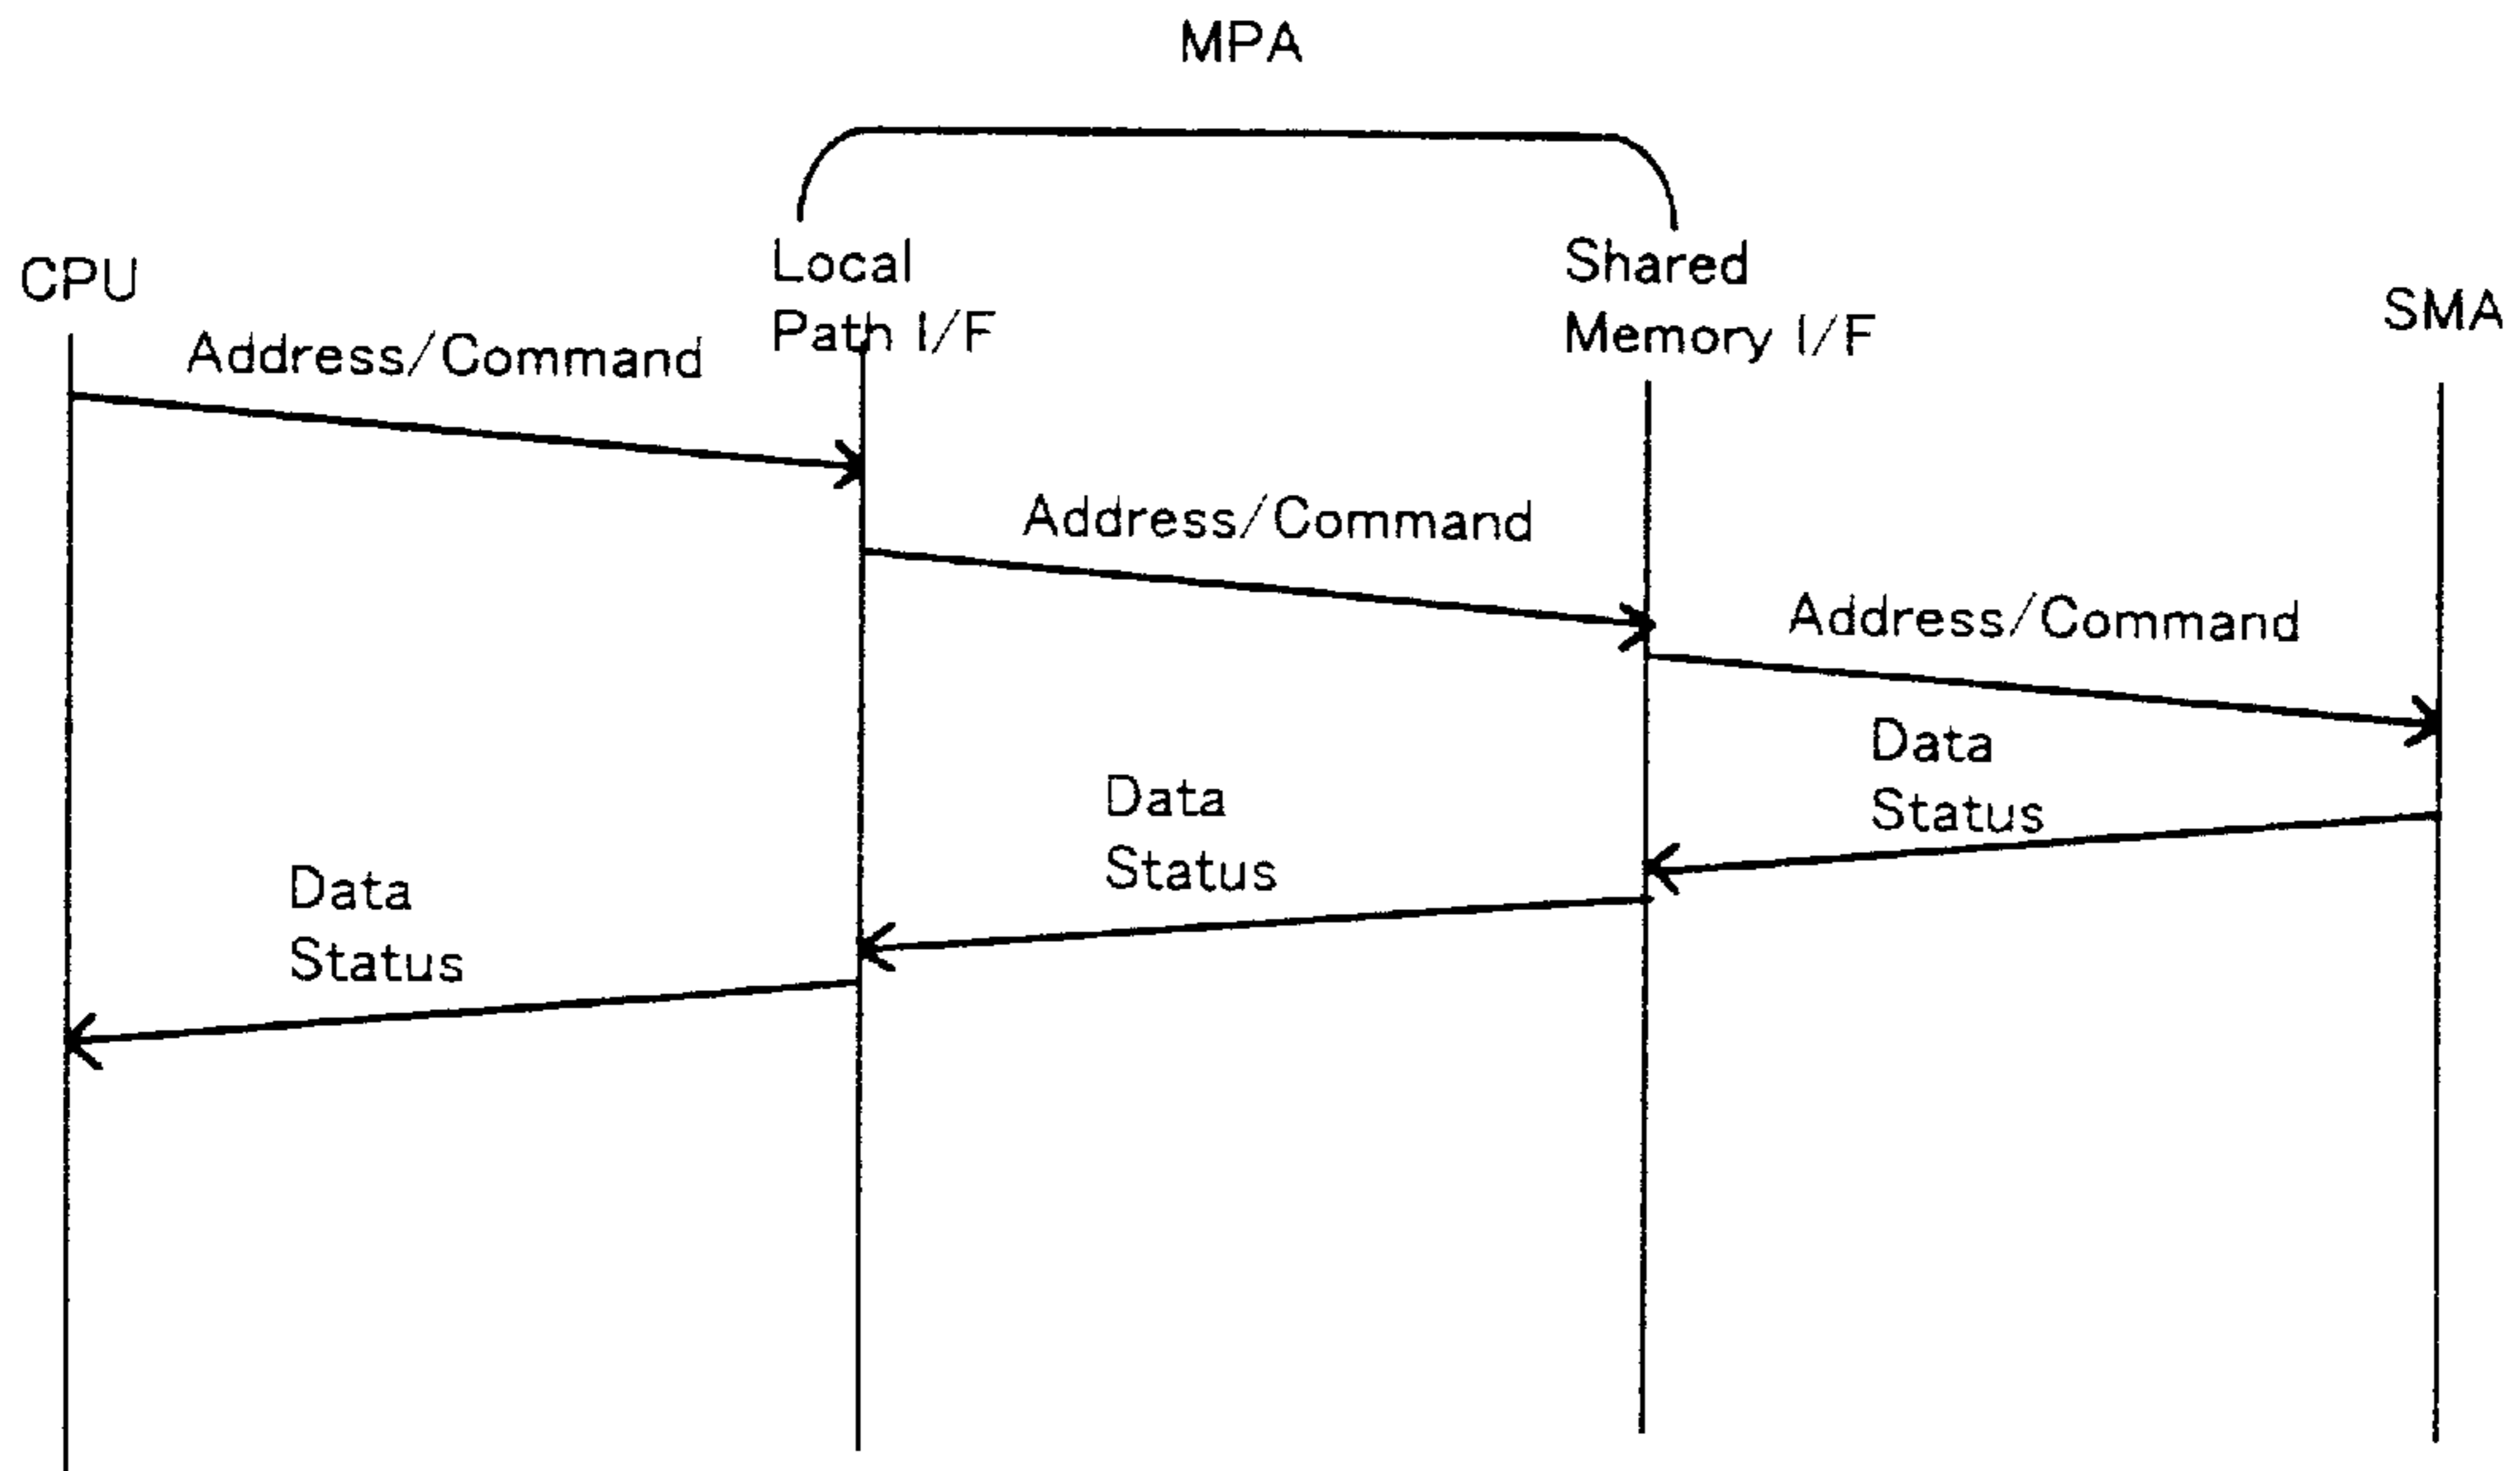 MPA
CPU
Local
Path I/F
Shared
Memory I/F
SMA
Address/Command
Address/Command
Address/Command
Data
Status
Data
Status
Data
Status